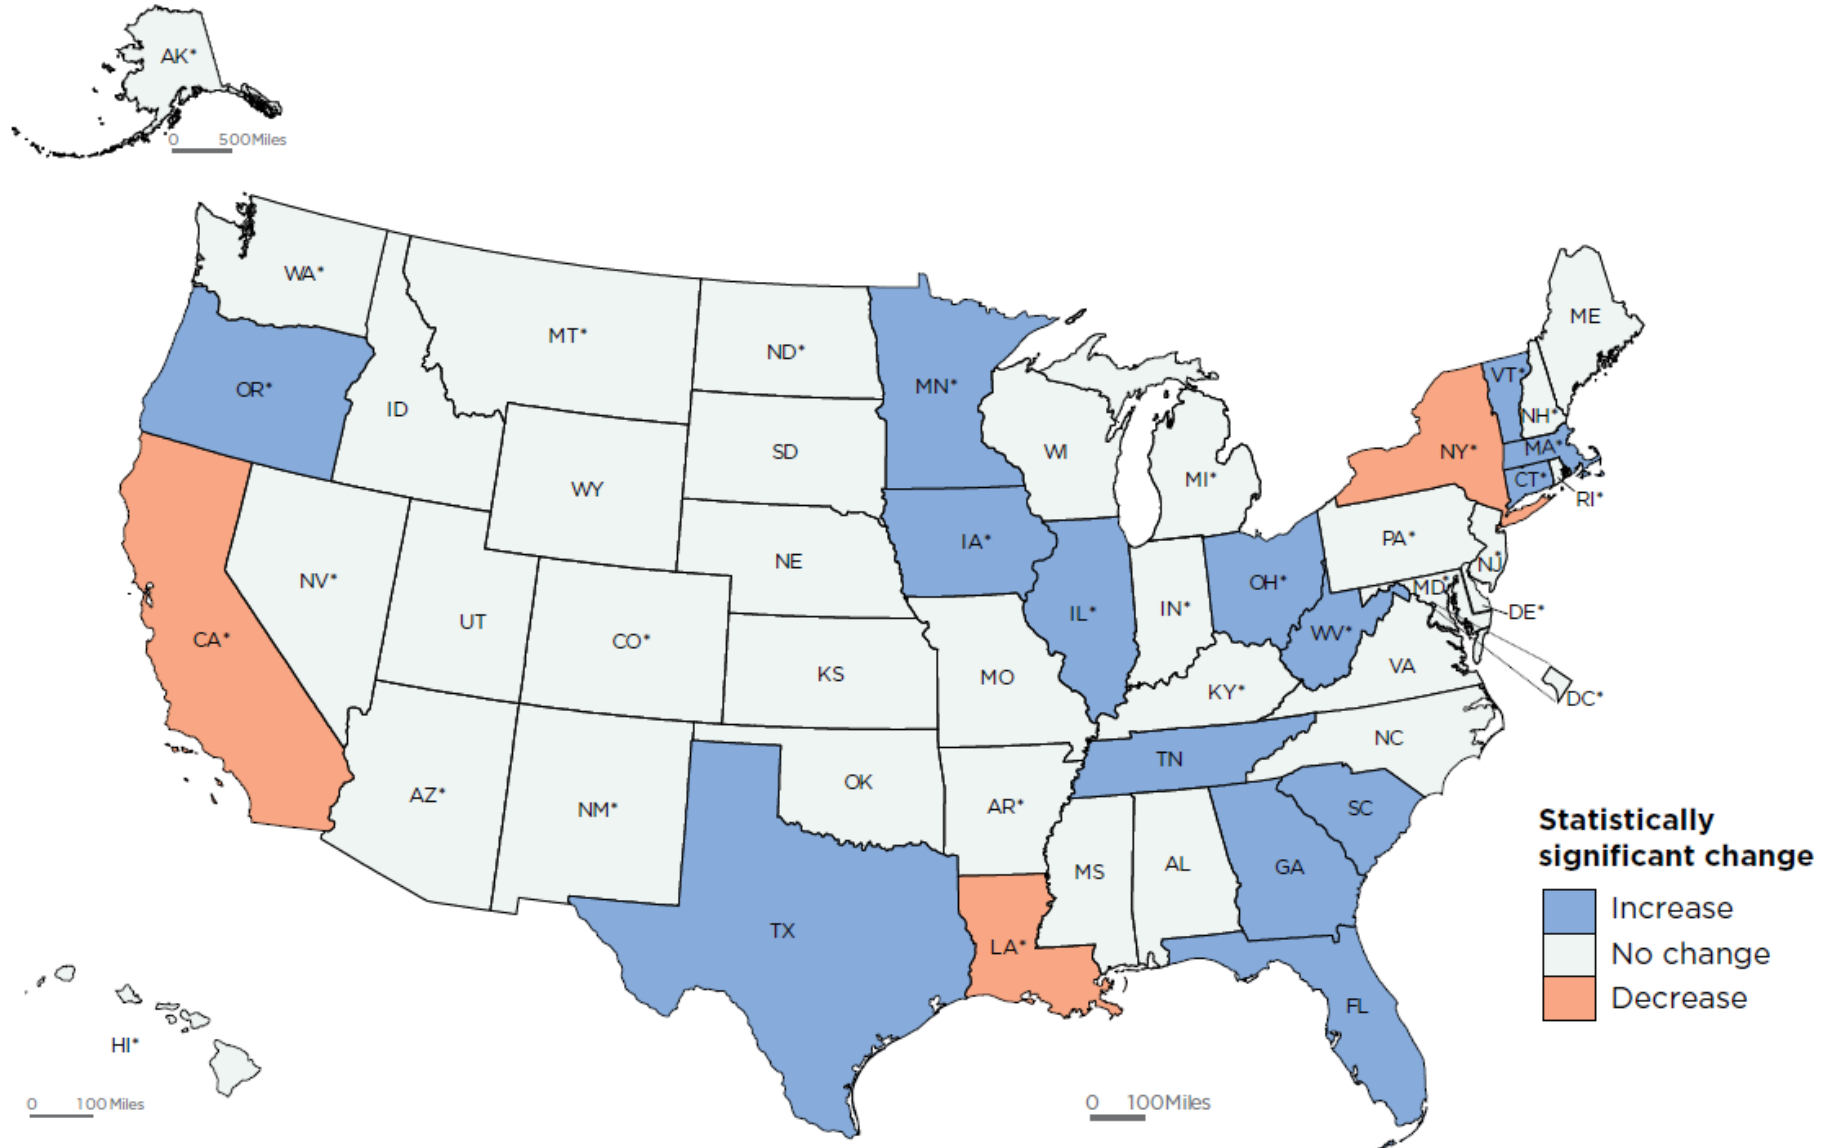 AK*
0 500Miles
WA*
MT*
ND*
OR*
ID
MN*
ME
VT*
NH*
SD
WI
MI*
NY*
MA*
CT*
RI*
WY
IA*
PA*
NJ*
NV*
NE
OH*
MD*
DE*
UT
CO*
IL*
IN*
WV*
CA*
KS
MO
KY*
VA
DC*
TN
NC
AZ*
NM*
OK
AR*
SC
MS
AL
GA
TX
LA*
FL
HI*
0 100Miles
0 100Miles
Statistically
significant change
Increase
No change
Decrease